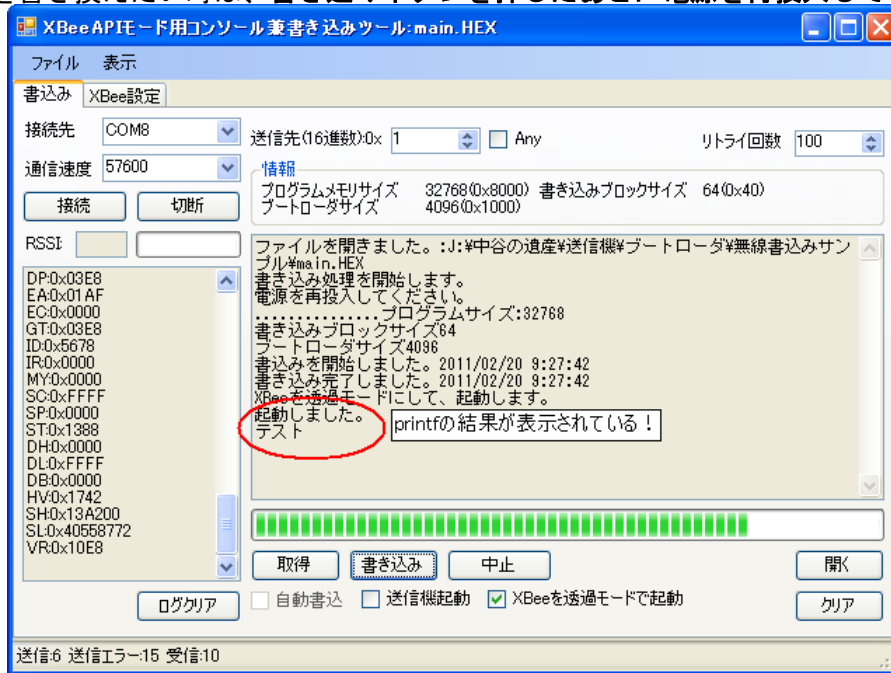 XBee APIモード用コンソール兼書き込みツール:main.HEX
ファイル 表示
書込み XBee設定
接続先 COM8
通信速度 57600
接続 切断
RSSI:
送信先(16進数):0x 1 Any リトライ回数 100
情報
プログラムメモリサイズ 32768(0x8000) 書き込みブロックサイズ 64(0x40)
ブートローダサイズ 4096(0x1000)
DP:0x03E8
EA:0x01AF
EC:0x0000
GT:0x03E8
ID:0x5678
IR:0x0000
MY:0x0000
SC:0xFFFF
SP:0x0000
ST:0x1388
DH:0x0000
DL:0xFFFF
DB:0x0000
HV:0x1742
SH:0x13A200
SL:0x40558772
VR:0x10E8
ログクリア
ファイルを開きました。:J:¥中谷の遺産¥送信機¥ブートローダ¥無線書込みサン
プル¥main.HEX
書き込み処理を開始します。
電源を再投入してください。
...............プログラムサイズ:32768
書き込みブロックサイズ64
ブートローダサイズ4096
書込みを開始しました。2011/02/20 9:27:42
書き込み完了しました。2011/02/20 9:27:42
XBeeを透過モードにして、起動します。
起動しました。
テスト
printfの結果が表示されている！
取得 書き込み 中止 開く
自動書込 送信機起動 XBeeを透過モードで起動 クリア
送信:6 送信エラー:15 受信:10